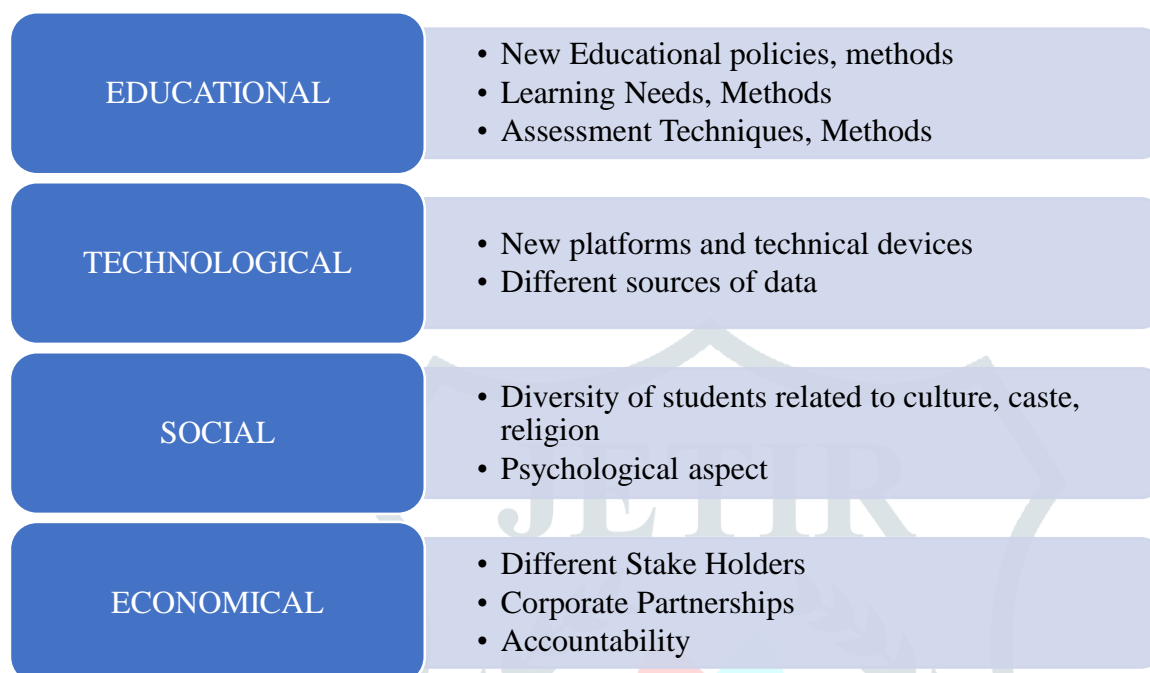 EDUCATIONAL
• New Educational policies, methods
• Learning Needs, Methods
• Assessment Techniques, Methods
TECHNOLOGICAL
• New platforms and technical devices
• Different sources of data
SOCIAL
• Diversity of students related to culture, caste,
religion
• Psychological aspect
JETIR
ECONOMICAL
• Different Stake Holders
• Corporate Partnerships
• Accountability